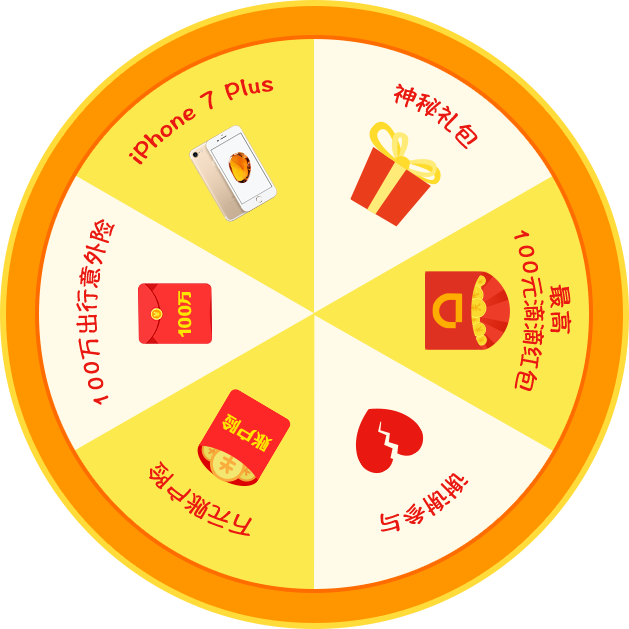 iPhone 7 Plus
神秘礼包
最高
100元滴滴红包
谢谢参与
万元账户险
账户险
100万出行意外险
100万